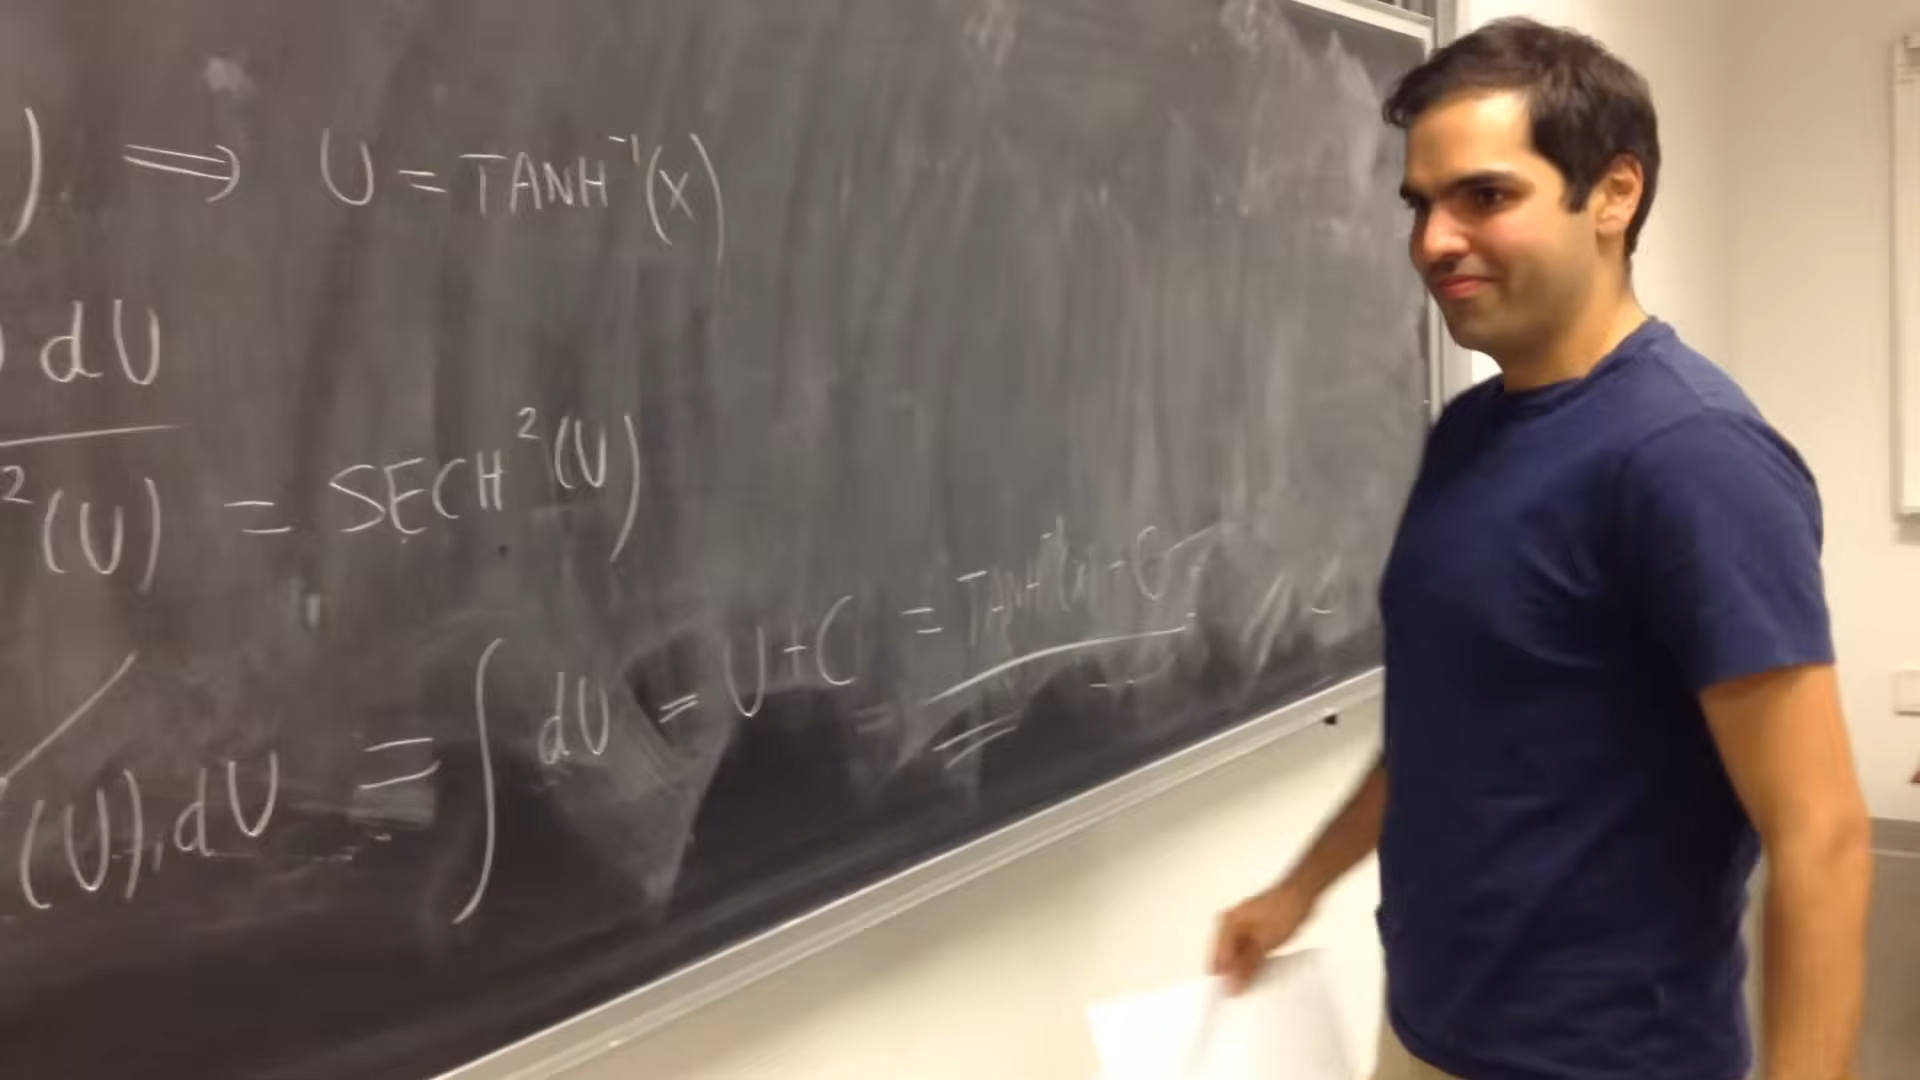 ) ⟹ U = TANH⁻¹(X)
dU
²(U) = SECH²(U)
(U) dU = ∫ dU = U + C = TANH⁻¹(x) + C